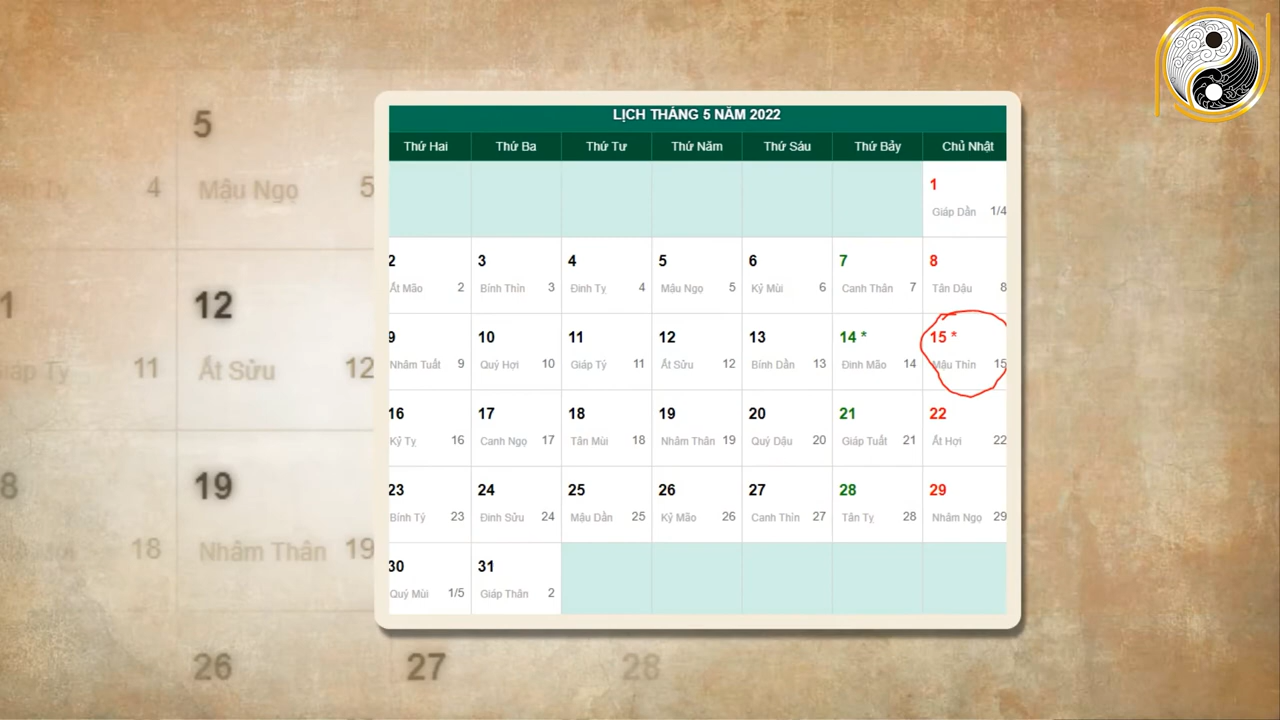 LỊCH THÁNG 5 NĂM 2022
Thứ Hai Thứ Ba Thứ Tư Thứ Năm Thứ Sáu Thứ Bảy Chủ Nhật
1
Giáp Dần 1/4
2 3 4 5 6 7 8
Ất Mão 2 Bính Thìn 3 Đinh Tỵ 4 Mậu Ngọ 5 Kỷ Mùi 6 Canh Thân 7 Tân Dậu 8
9 10 11 12 13 14 * 15 *
Nhâm Tuất 9 Quý Hợi 10 Giáp Tý 11 Ất Sửu 12 Bính Dần 13 Đinh Mão 14 Mậu Thìn 15
16 17 18 19 20 21 22
Kỷ Tỵ 16 Canh Ngọ 17 Tân Mùi 18 Nhâm Thân 19 Quý Dậu 20 Giáp Tuất 21 Ất Hợi 22
23 24 25 26 27 28 29
Bính Tý 23 Đinh Sửu 24 Mậu Dần 25 Kỷ Mão 26 Canh Thìn 27 Tân Tỵ 28 Nhâm Ngọ 29
30 31
Quý Mùi 1/5 Giáp Thân 2
5
4 Mậu Ngọ 5
12
11 Ất Sửu 12
19
18 Nhâm Thân 19
26 27 28